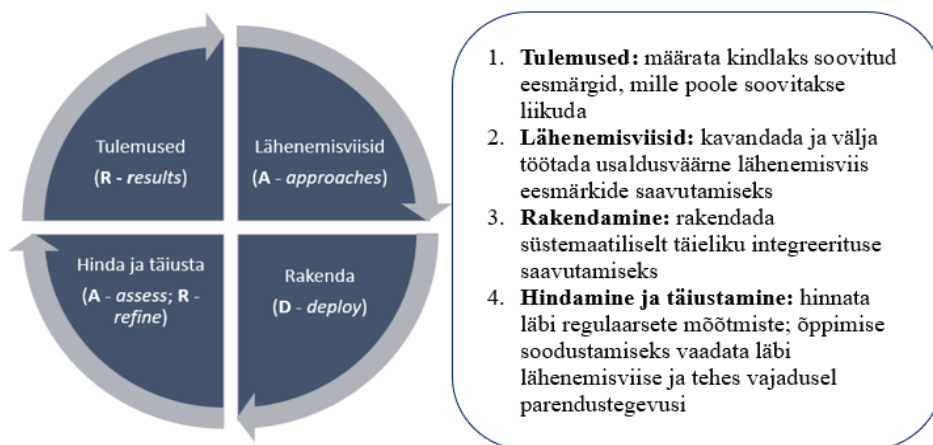 Tulemused
(R - results)
Lähenemisviisid
(A - approaches)
Hinda ja täiusta
(A - assess; R -
refine)
Rakenda
(D - deploy)
1. Tulemused: määrata kindlaks soovitud
eesmärgid, mille poole soovitakse
liikuda
2. Lähenemisviisid: kavandada ja välja
töötada usaldusväärne lähenemisviis
eesmärkide saavutamiseks
3. Rakendamine: rakendada
süstemaatiliselt täieliku integreerituse
saavutamiseks
4. Hindamine ja täiustamine: hinnata
läbi regulaarsete mõõtmiste; õppimise
soodustamiseks vaadata läbi
lähenemisviise ja tehes vajadusel
parendustegevusi